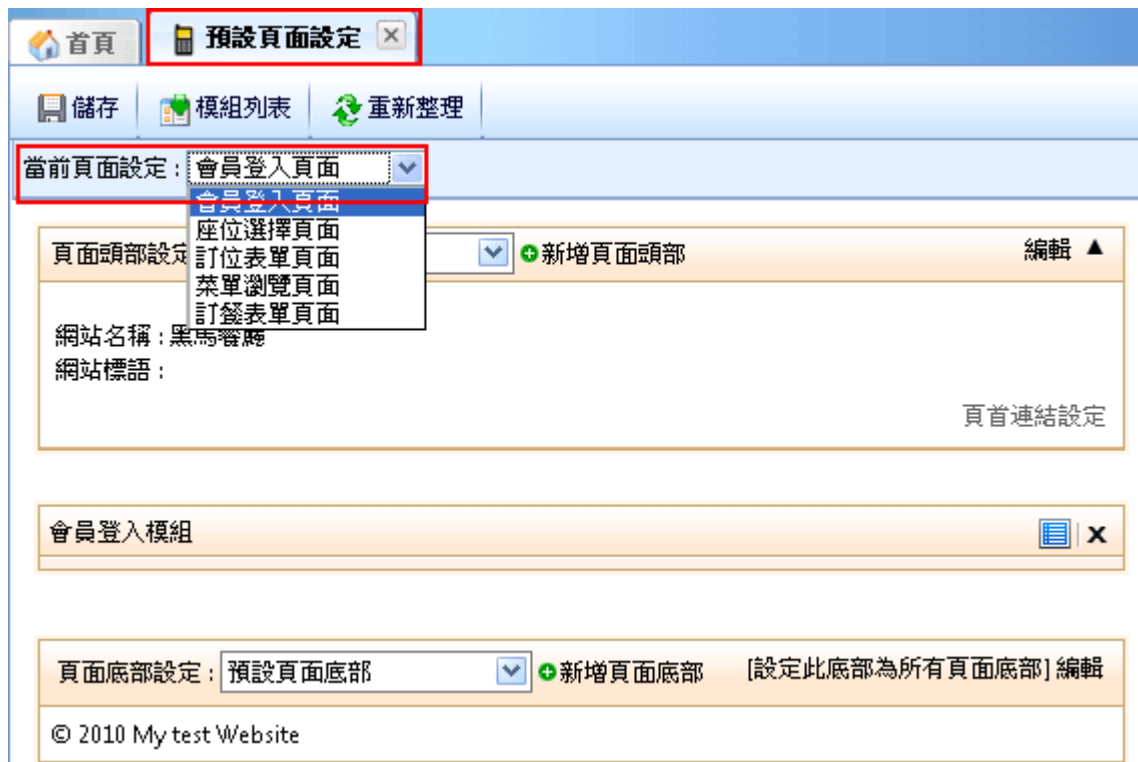 首頁 預設頁面設定
儲存 模組列表 重新整理
當前頁面設定 : 會員登入頁面
會員登入頁面
座位選擇頁面
訂位表單頁面
菜單瀏覽頁面
訂餐表單頁面
頁面頭部設定 新增頁面頭部 編輯 ▲
網站名稱 : 黑馬餐廳
網站標語 :
頁首連結設定
會員登入模組
頁面底部設定 : 預設頁面底部 新增頁面底部 [設定此底部為所有頁面底部] 編輯
© 2010 My test Website